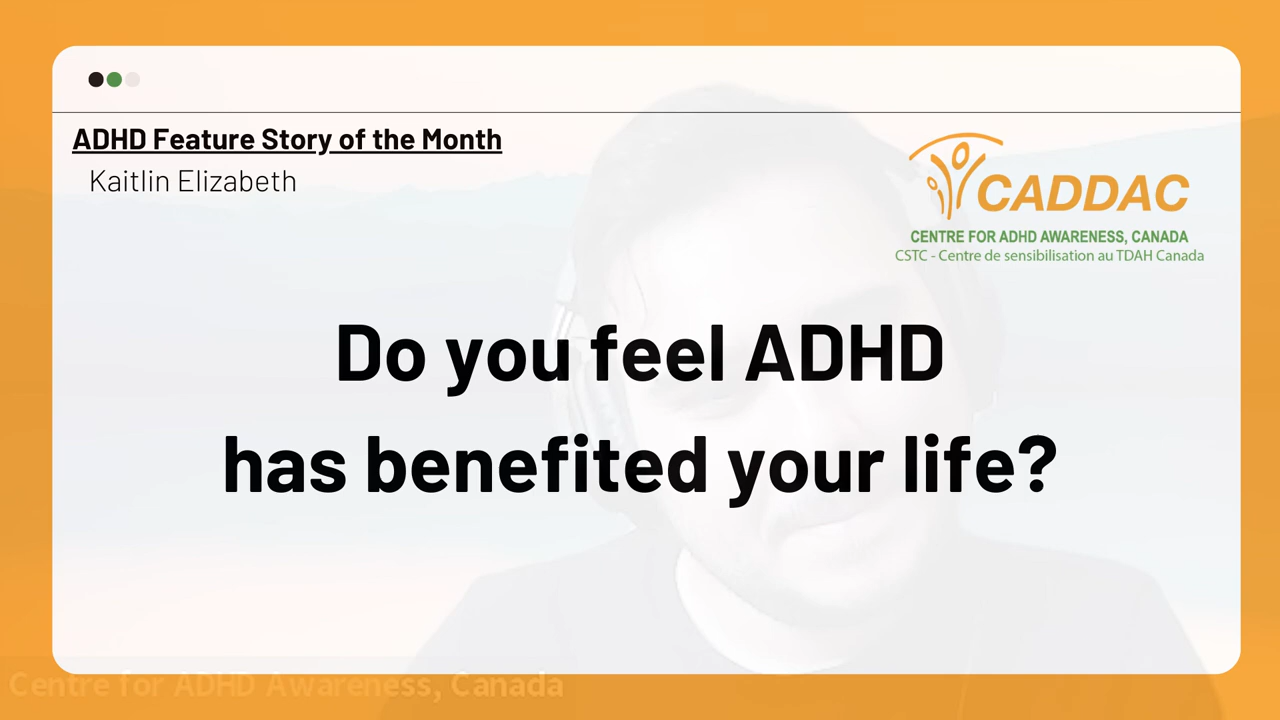 ADHD Feature Story of the Month
Kaitlin Elizabeth
CADDAC
CENTRE FOR ADHD AWARENESS, CANADA
CSTC - Centre de sensibilisation au TDAH Canada
Do you feel ADHD
has benefited your life?
Centre for ADHD Awareness, Canada